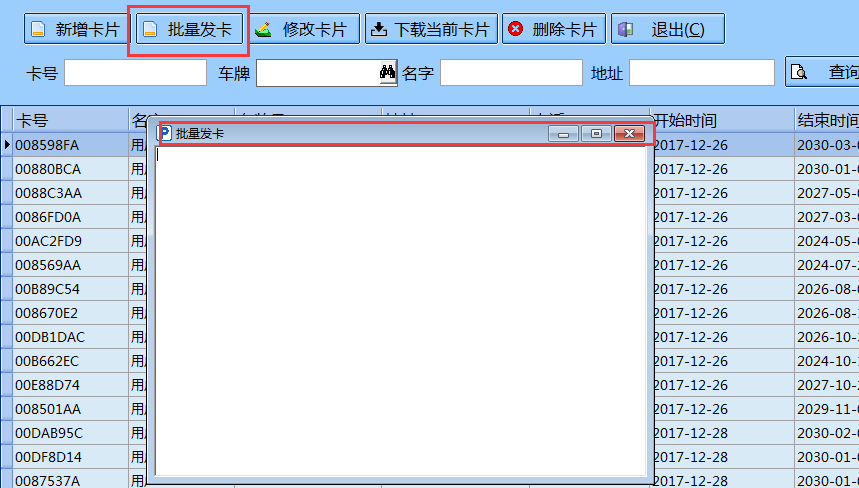 新增卡片 批量发卡 修改卡片 下载当前卡片 删除卡片 退出(C)
卡号 车牌 名字 地址 查询
卡号 开始时间 结束时间
批量发卡
008598FA 2017-12-26 2030-03-
00880BCA 2017-12-26 2030-01-
0088C3AA 2017-12-26 2027-05-
0086FD0A 2017-12-26 2027-03-
00AC2FD9 2017-12-26 2024-05-
008569AA 2017-12-26 2024-07-
00B89C54 2017-12-26 2026-08-
008670E2 2017-12-26 2026-08-
00DB1DAC 2017-12-26 2026-10-
00B662EC 2017-12-26 2024-10-
00E88D74 2017-12-26 2027-10-
008501AA 2017-12-26 2029-11-
00DAB95C 2017-12-28 2030-02-
00DF8D14 2017-12-28 2030-01-
0087537A 2017-12-28 2030-01-